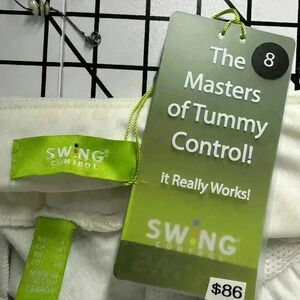 The
Masters
of Tummy
Control!
it Really Works!
SWING
CONTROL
8
$86
SWING
CONTROL